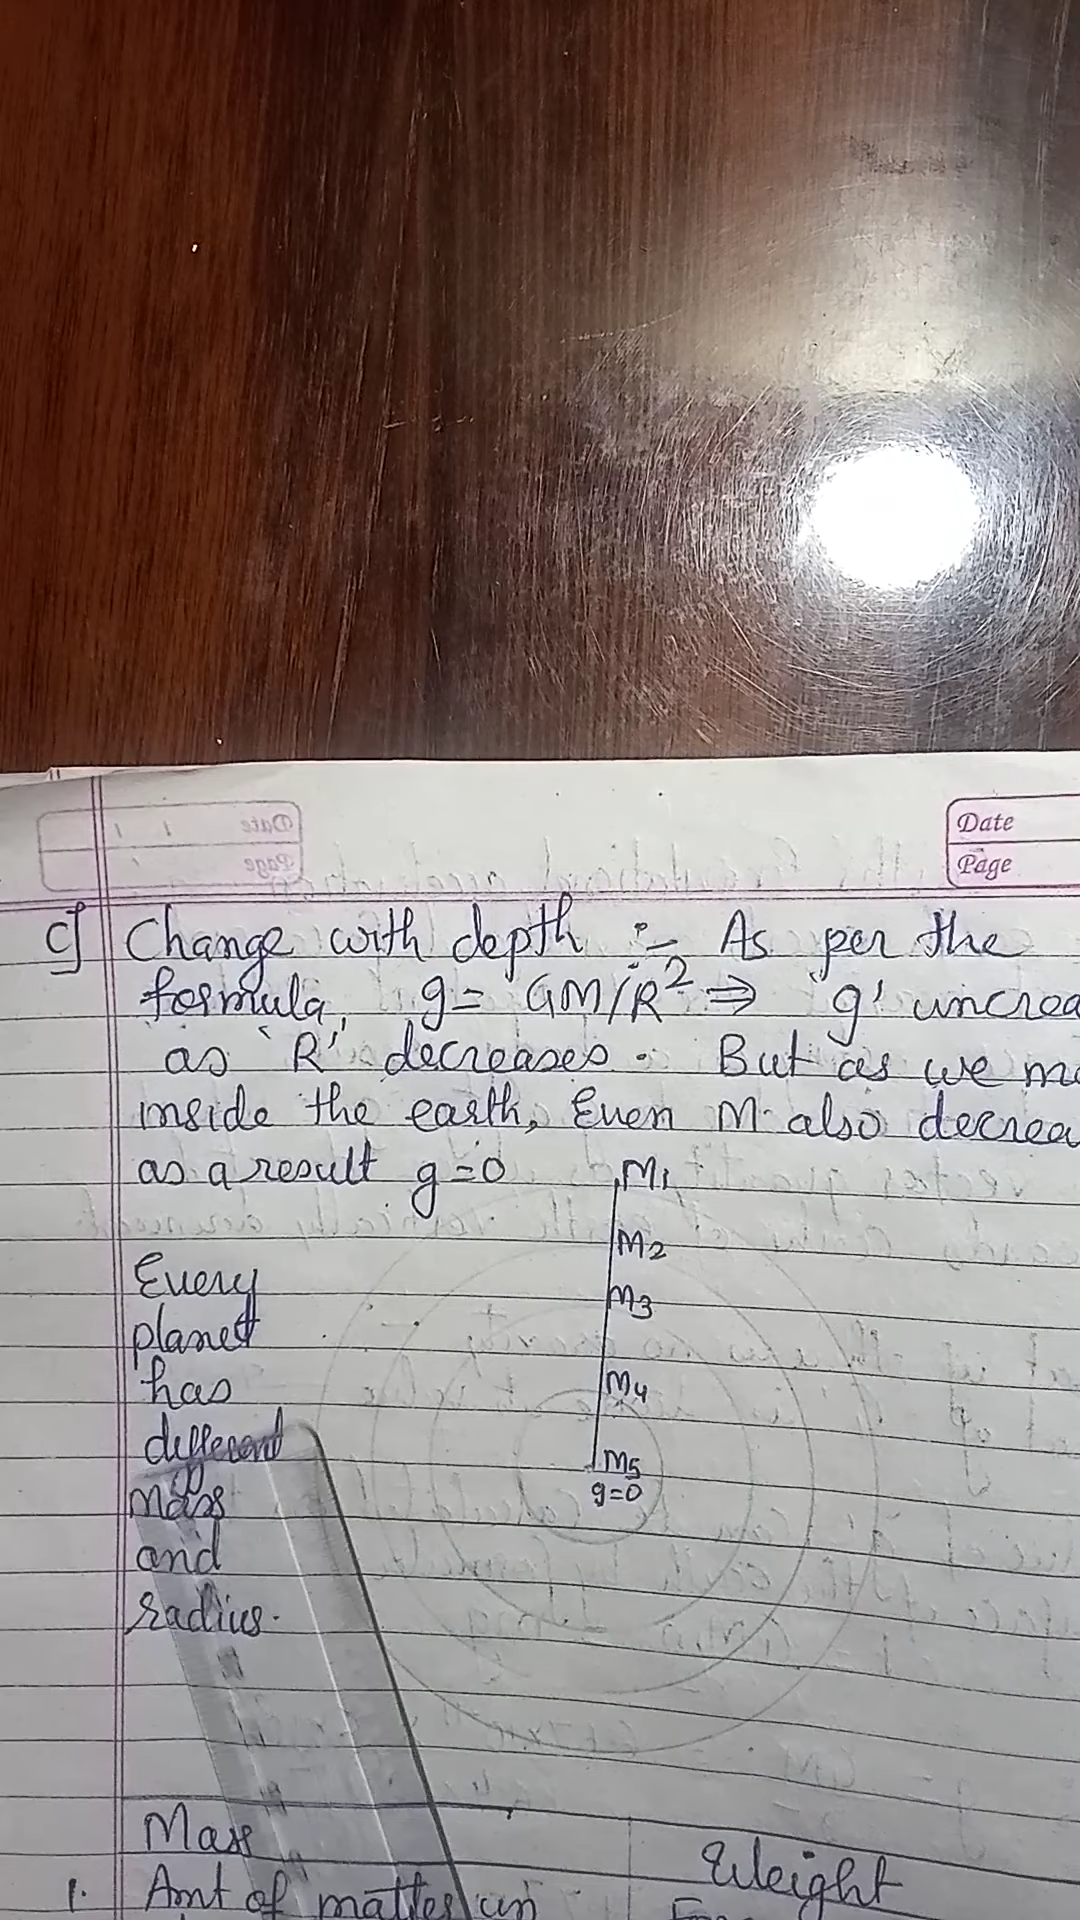 Date
Page
c] Change with depth :- As per the
formula, g = GM/R² ⇒ 'g' uncrea
as 'R' decreases. But as we mo
inside the earth, Even M also decrea
as a result g=0
M1
M2
M3
M4
M5
g=0
Every
planet
has
different
mass
and
radius.
Mass
Weight
1. Amt of matter in